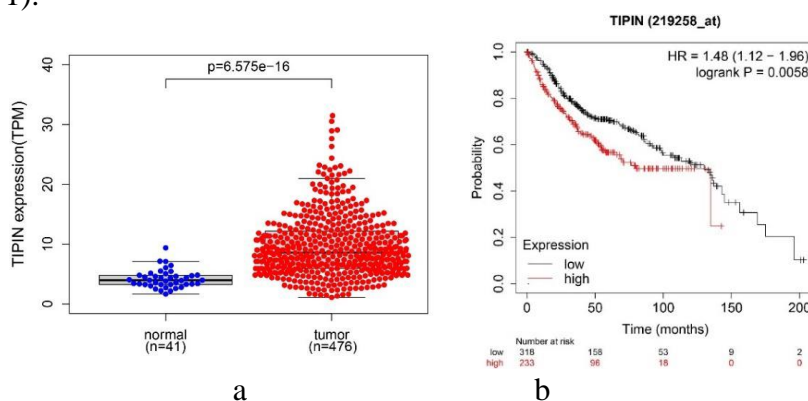 1).
TIPIN (219258_at)
p=6.575e−16
HR = 1.48 (1.12 − 1.96)
logrank P = 0.0058
TIPIN expression(TPM)
40
30
20
10
0
normal
(n=41)
tumor
(n=476)
Probability
1.0
0.8
0.6
0.4
0.2
0.0
Expression
low
high
0 50 100 150 200
Time (months)
Number at risk
low 318 158 53 9 2
high 233 98 18 0 0
a b